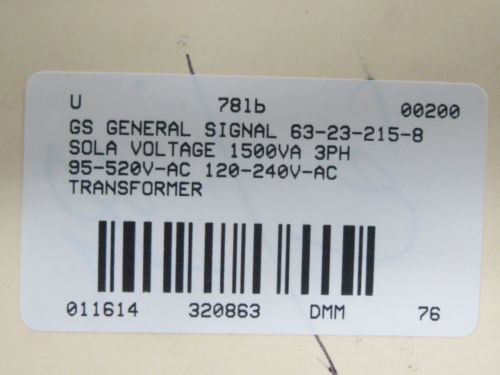 U 781b 00200
GS GENERAL SIGNAL 63-23-215-8
SOLA VOLTAGE 1500VA 3PH
95-520V-AC 120-240V-AC
TRANSFORMER
011614 320863 DMM 76